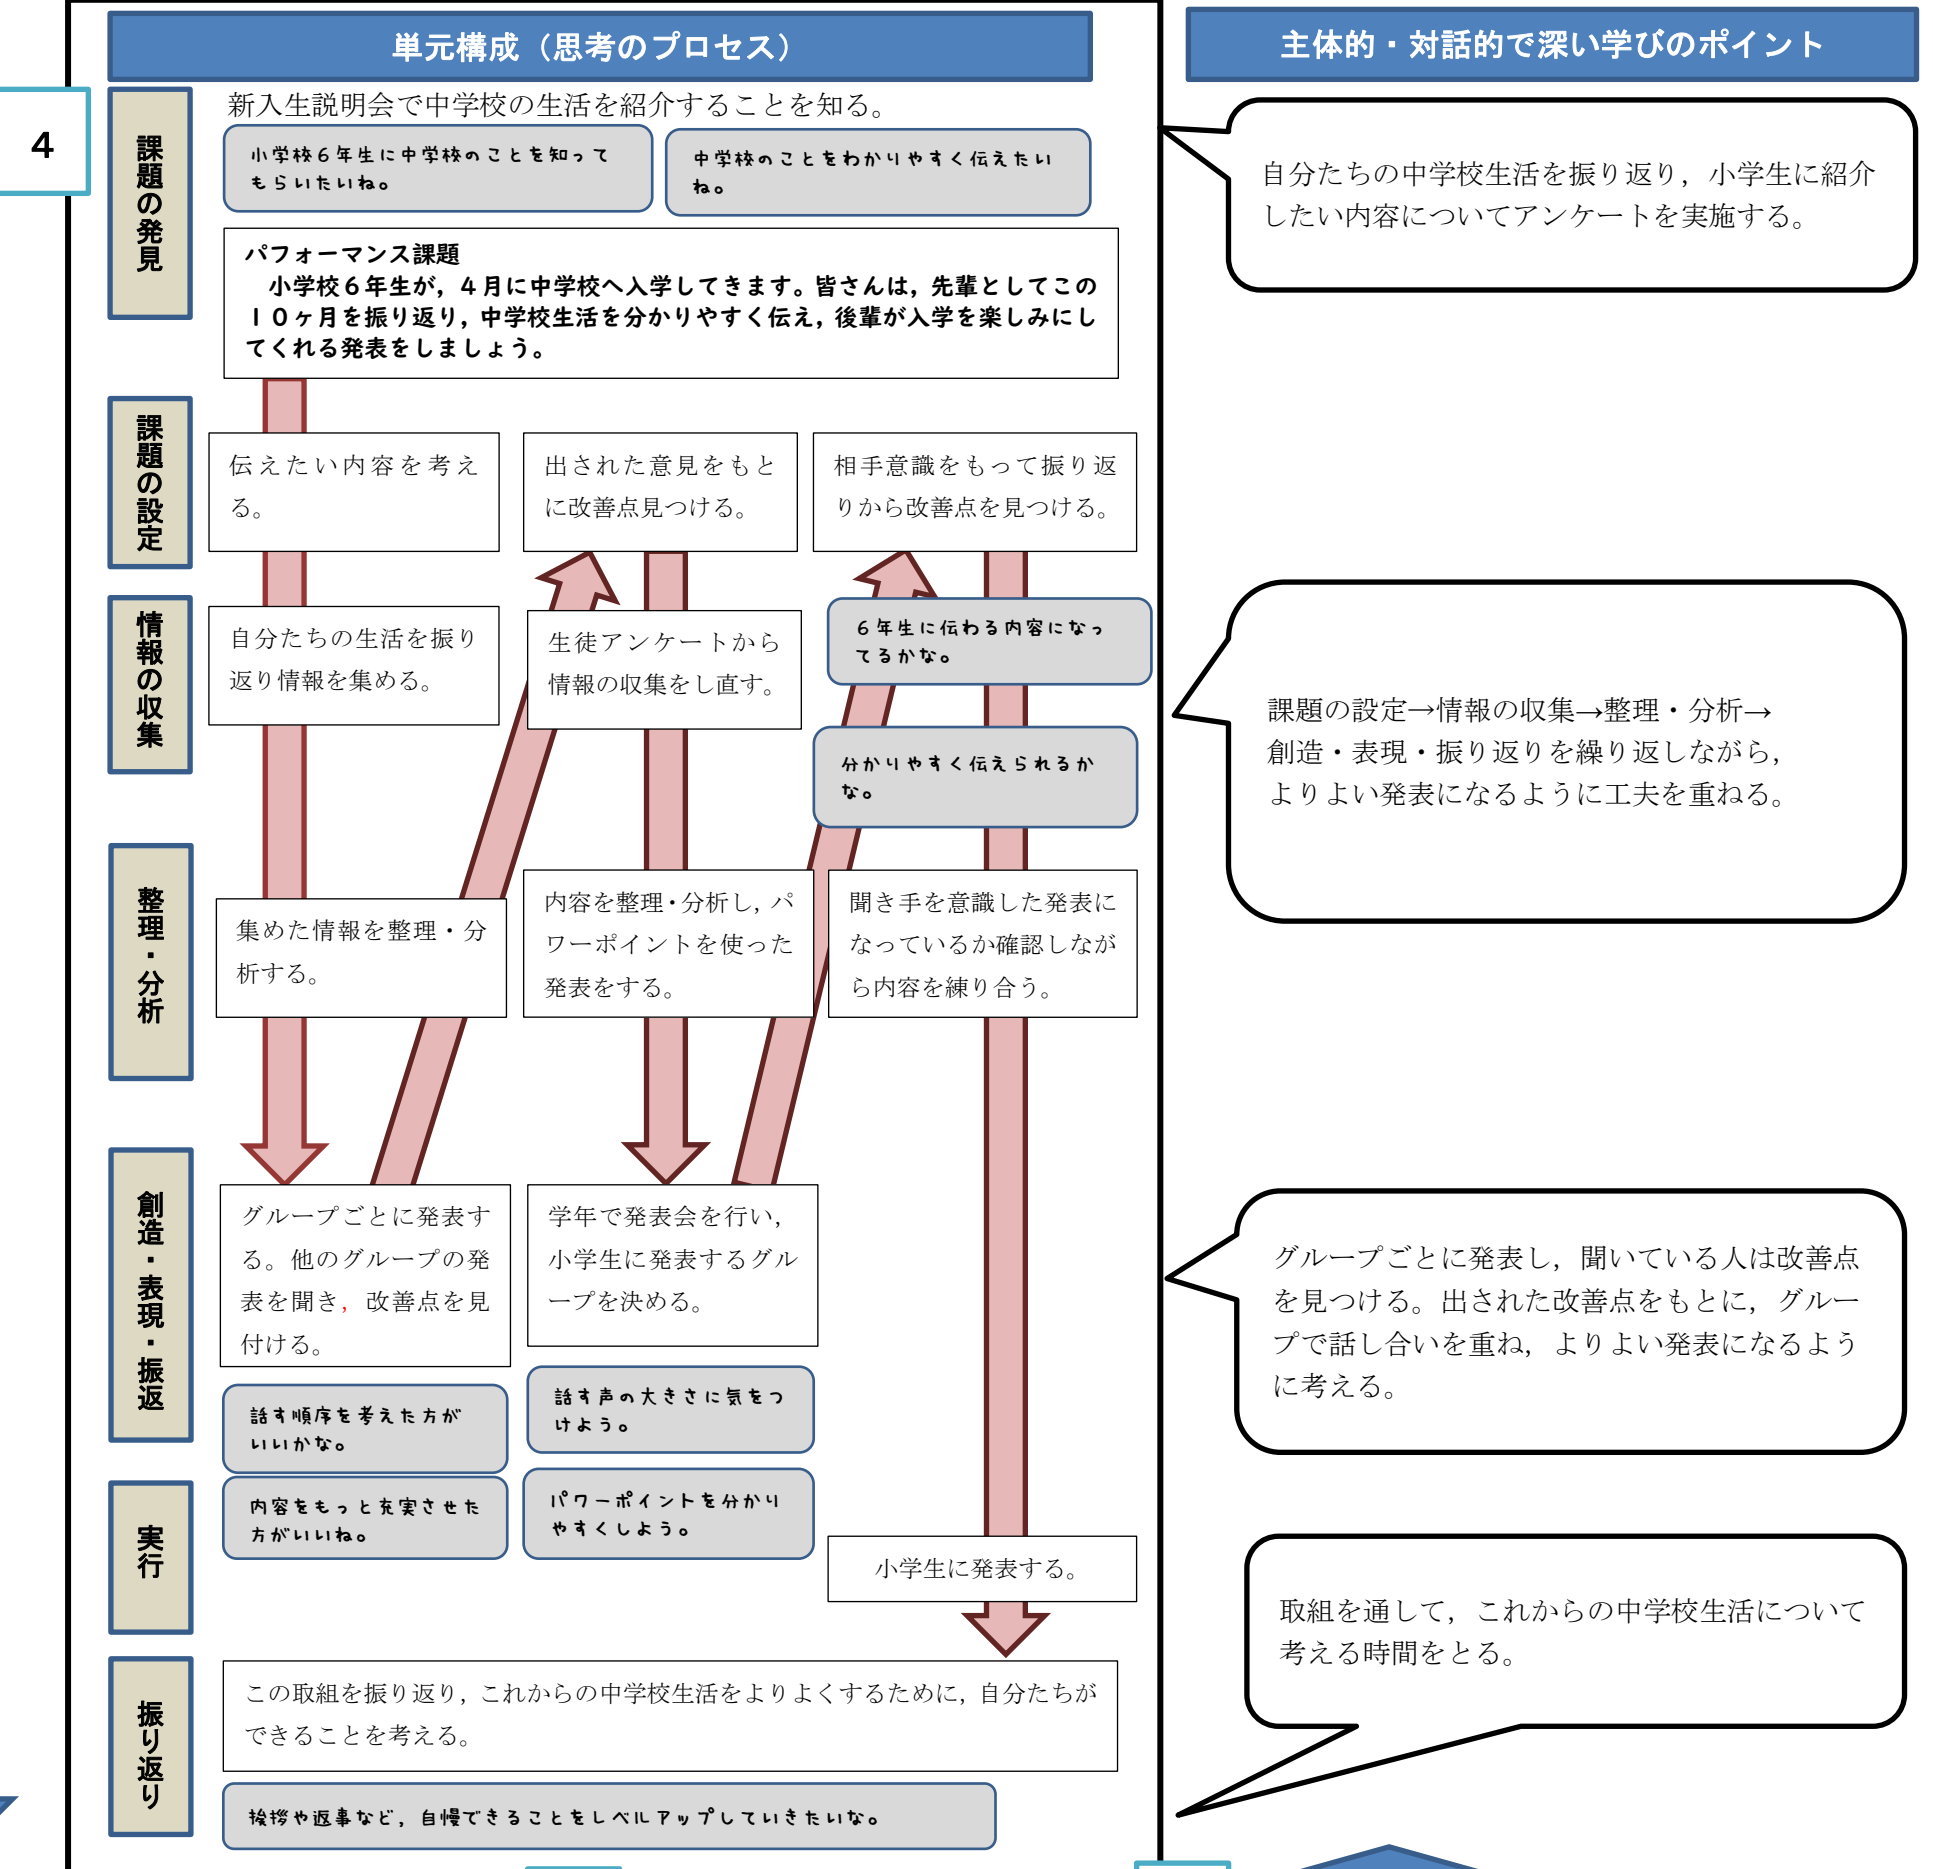 単元構成（思考のプロセス）
主体的・対話的で深い学びのポイント
4
課題の発見
新入生説明会で中学校の生活を紹介することを知る。
小学校６年生に中学校のことを知って
もらいたいね。
中学校のことをわかりやすく伝えたい
ね。
パフォーマンス課題
小学校６年生が，４月に中学校へ入学してきます。皆さんは，先輩としてこの
１０ヶ月を振り返り，中学校生活を分かりやすく伝え，後輩が入学を楽しみにし
てくれる発表をしましょう。
自分たちの中学校生活を振り返り，小学生に紹介
したい内容についてアンケートを実施する。
課題の設定
伝えたい内容を考え
る。
出された意見をもと
に改善点見つける。
相手意識をもって振り返
りから改善点を見つける。
情報の収集
自分たちの生活を振り
返り情報を集める。
生徒アンケートから
情報の収集をし直す。
６年生に伝わる内容になっ
てるかな。
分かりやすく伝えられるか
な。
課題の設定→情報の収集→整理・分析→
創造・表現・振り返りを繰り返しながら，
よりよい発表になるように工夫を重ねる。
整理・分析
集めた情報を整理・分
析する。
内容を整理・分析し，パ
ワーポイントを使った
発表をする。
聞き手を意識した発表に
なっているか確認しなが
ら内容を練り合う。
創造・表現・振返
グループごとに発表す
る。他のグループの発
表を聞き，改善点を見
付ける。
学年で発表会を行い，
小学生に発表するグル
ープを決める。
話す順序を考えた方が
いいかな。
内容をもっと充実させた
方がいいね。
話す声の大きさに気をつ
けよう。
パワーポイントを分かり
やすくしよう。
グループごとに発表し，聞いている人は改善点
を見つける。出された改善点をもとに，グルー
プで話し合いを重ね，よりよい発表になるよう
に考える。
実行
小学生に発表する。
取組を通して，これからの中学校生活について
考える時間をとる。
振り返り
この取組を振り返り，これからの中学校生活をよりよくするために，自分たちが
できることを考える。
挨拶や返事など，自慢できることをレベルアップしていきたいな。